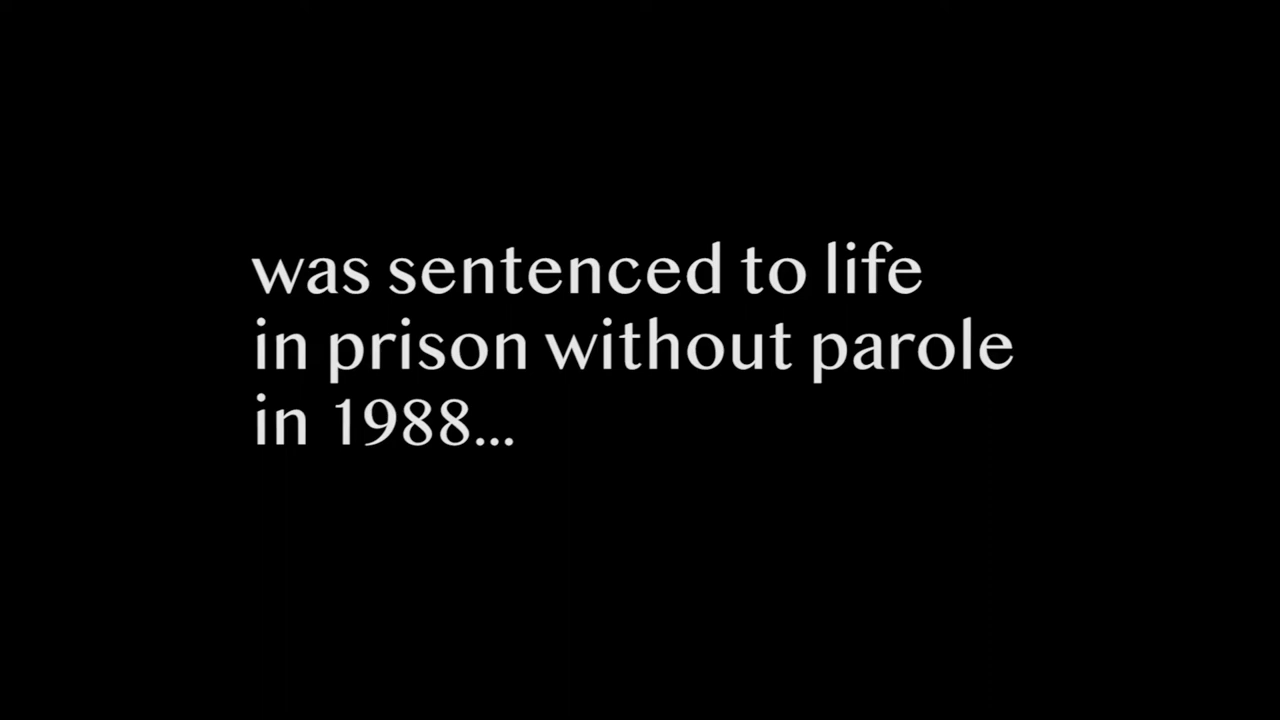 was sentenced to life
in prison without parole
in 1988...